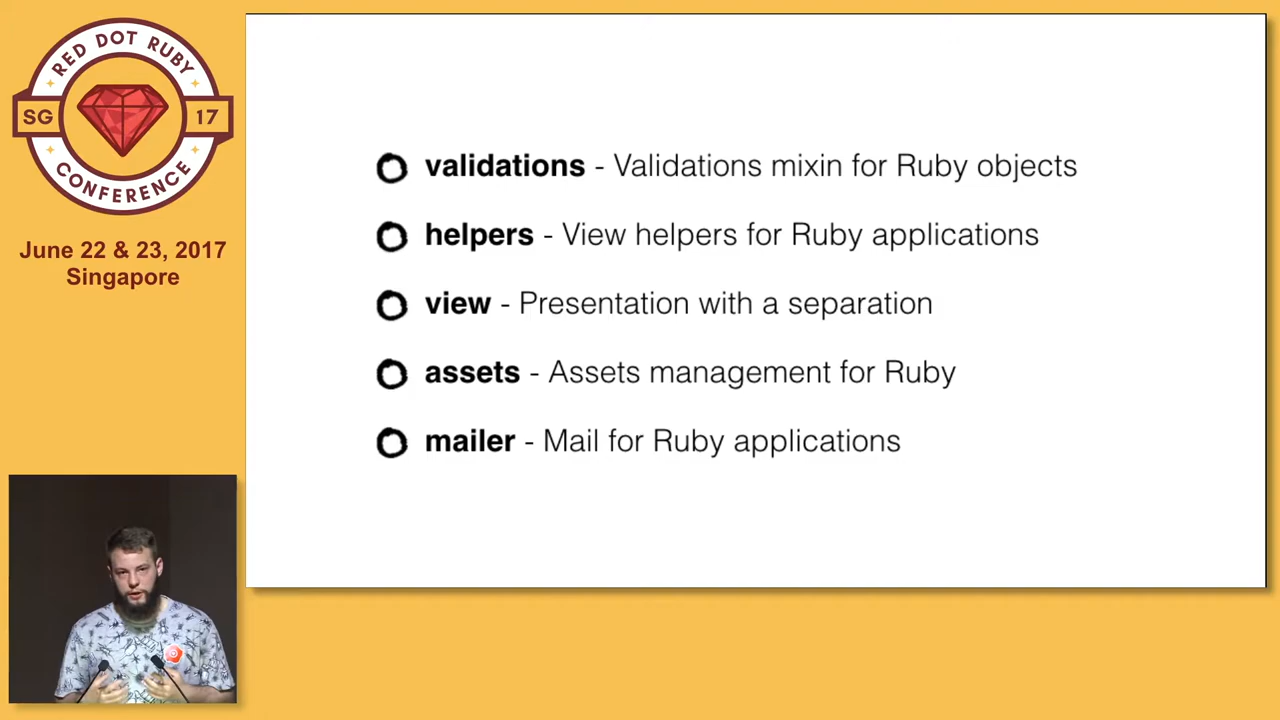 RED DOT RUBY
SG 17
CONFERENCE
June 22 & 23, 2017
Singapore
validations - Validations mixin for Ruby objects
helpers - View helpers for Ruby applications
view - Presentation with a separation
assets - Assets management for Ruby
mailer - Mail for Ruby applications